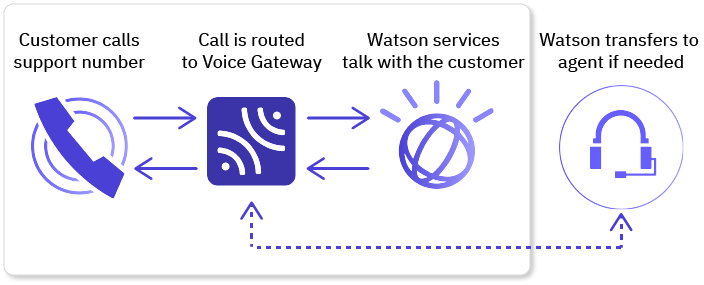 Customer calls
support number
Call is routed
to Voice Gateway
Watson services
talk with the customer
Watson transfers to
agent if needed